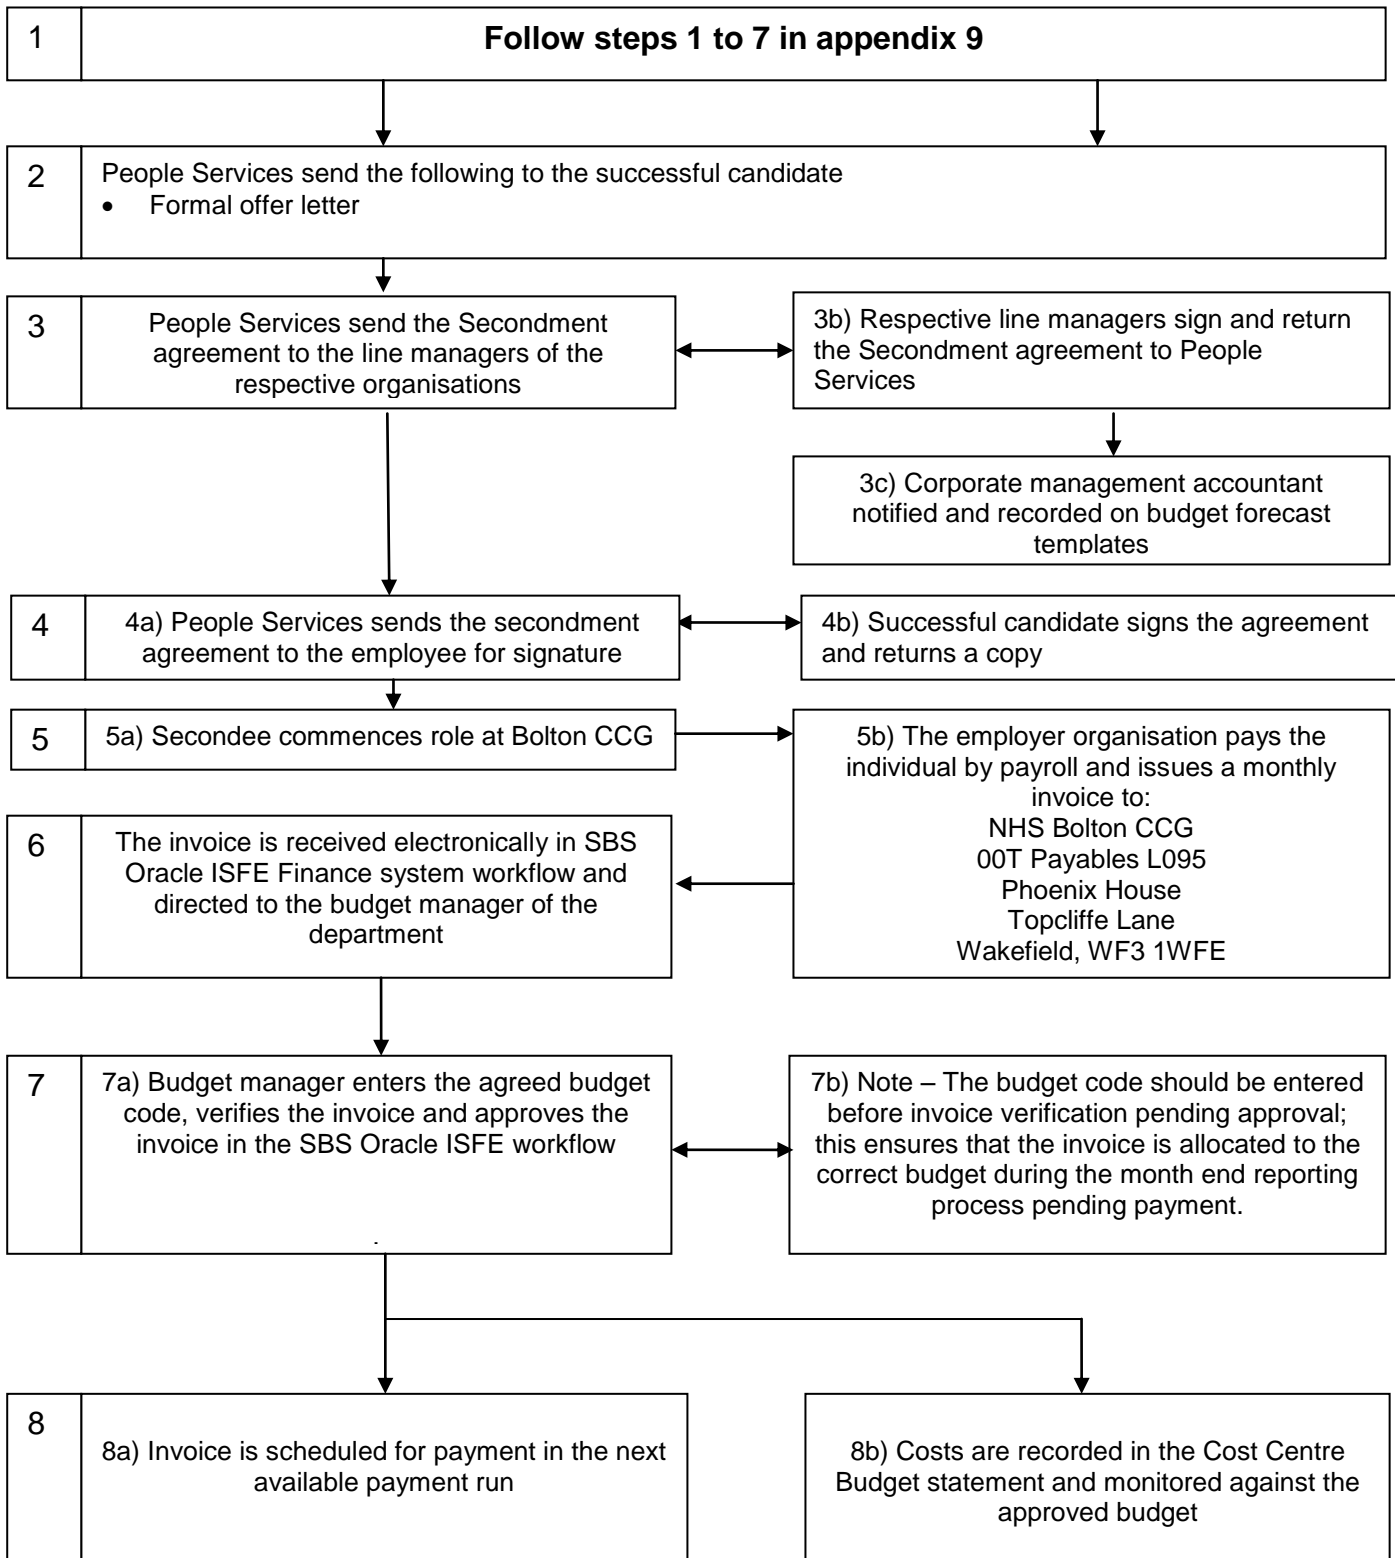 1
Follow steps 1 to 7 in appendix 9
2
People Services send the following to the successful candidate
• Formal offer letter
3
People Services send the Secondment
agreement to the line managers of the
respective organisations
3b) Respective line managers sign and return
the Secondment agreement to People
Services
3c) Corporate management accountant
notified and recorded on budget forecast
templates
4
4a) People Services sends the secondment
agreement to the employee for signature
4b) Successful candidate signs the agreement
and returns a copy
5
5a) Secondee commences role at Bolton CCG
5b) The employer organisation pays the
individual by payroll and issues a monthly
invoice to:
NHS Bolton CCG
00T Payables L095
Phoenix House
Topcliffe Lane
Wakefield, WF3 1WFE
6
The invoice is received electronically in SBS
Oracle ISFE Finance system workflow and
directed to the budget manager of the
department
7
7a) Budget manager enters the agreed budget
code, verifies the invoice and approves the
invoice in the SBS Oracle ISFE workflow
.
7b) Note – The budget code should be entered
before invoice verification pending approval;
this ensures that the invoice is allocated to the
correct budget during the month end reporting
process pending payment.
8
8a) Invoice is scheduled for payment in the next
available payment run
8b) Costs are recorded in the Cost Centre
Budget statement and monitored against the
approved budget